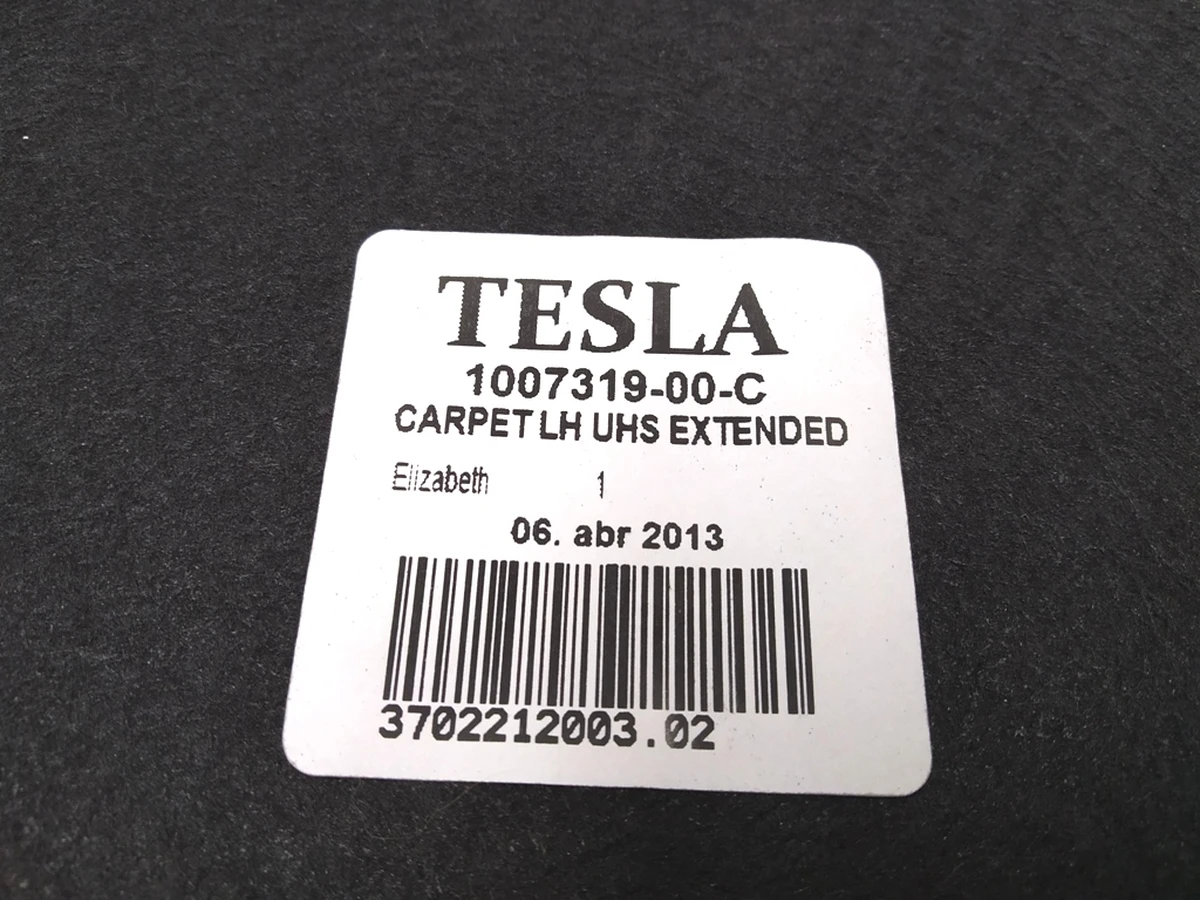 TESLA
1007319-00-C
CARPET LH UHS EXTENDED
Elizabeth 1
06. abr 2013
3702212003.02